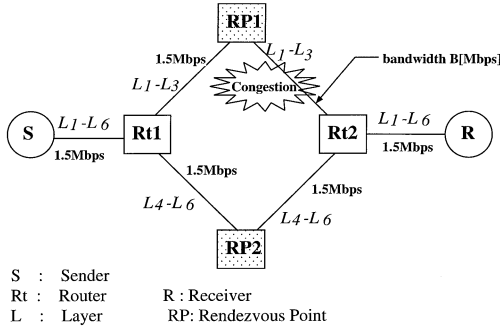 RP1
1.5Mbps
L1-L3
L1-L3
bandwidth B[Mbps]
Congestion
S
L1-L6
1.5Mbps
Rt1
Rt2
L1-L6
1.5Mbps
R
1.5Mbps
1.5Mbps
L4-L6
L4-L6
RP2
S : Sender
Rt : Router R : Receiver
L : Layer RP: Rendezvous Point